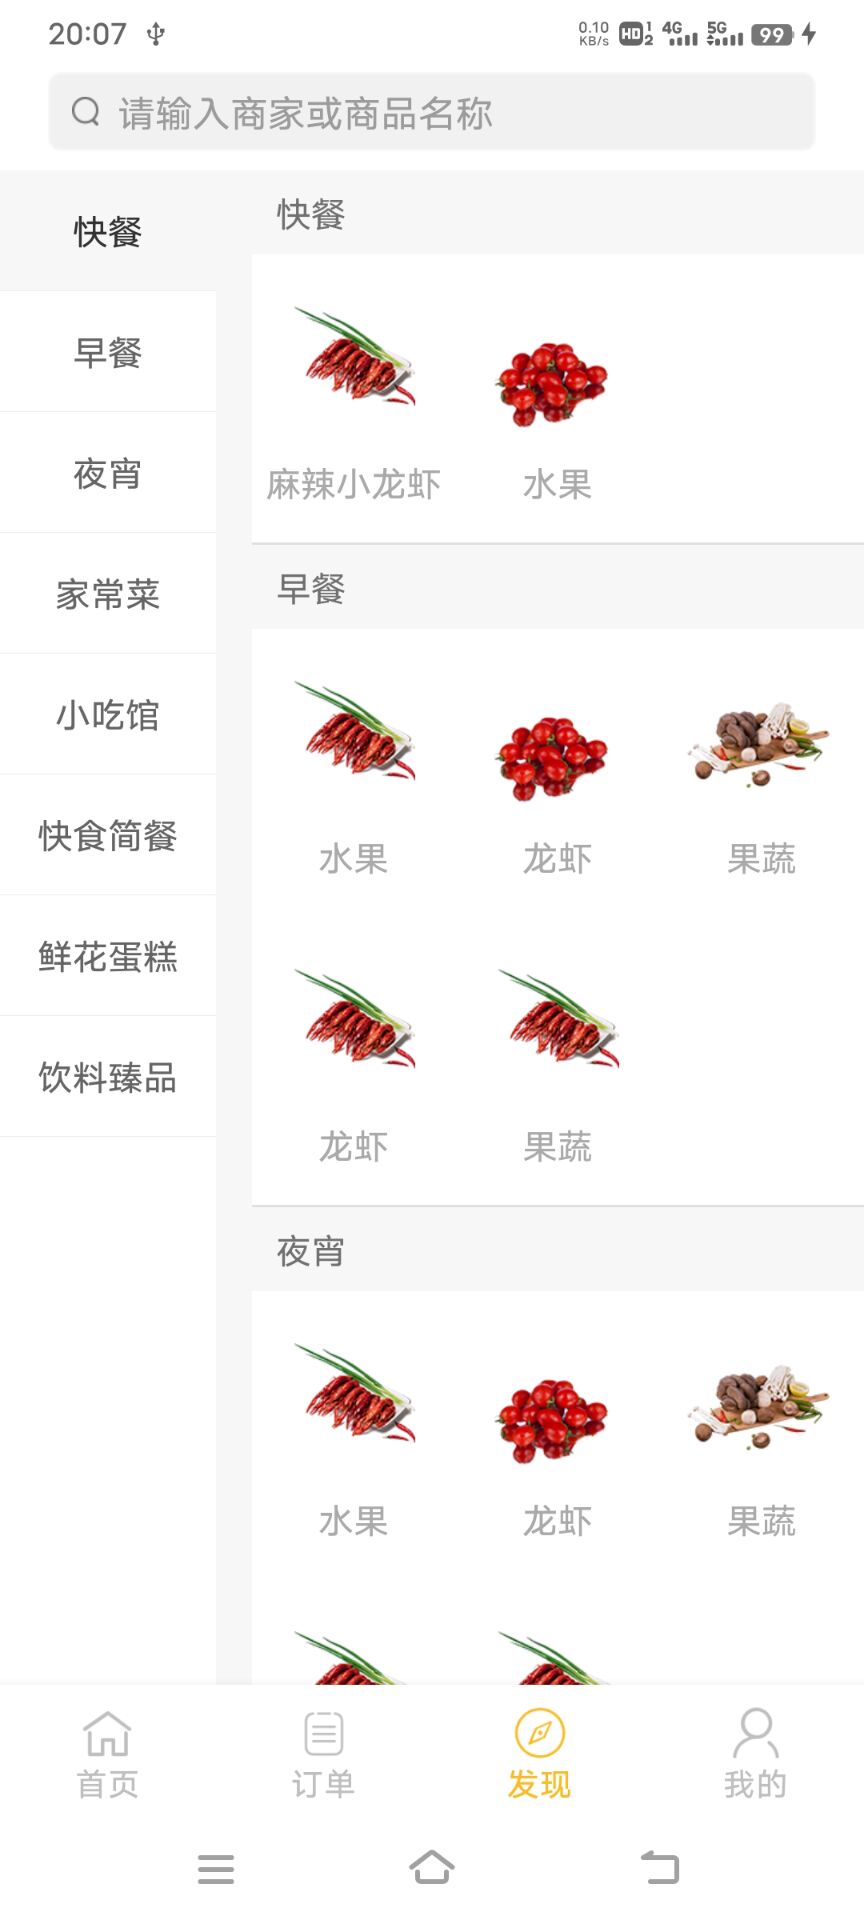 20:07
0.10 KB/s HD 1 2 4G 5G 99
请输入商家或商品名称
快餐
早餐
夜宵
家常菜
小吃馆
快食简餐
鲜花蛋糕
饮料臻品
快餐
麻辣小龙虾 水果
早餐
水果 龙虾 果蔬
龙虾 果蔬
夜宵
水果 龙虾 果蔬
首页 订单 发现 我的